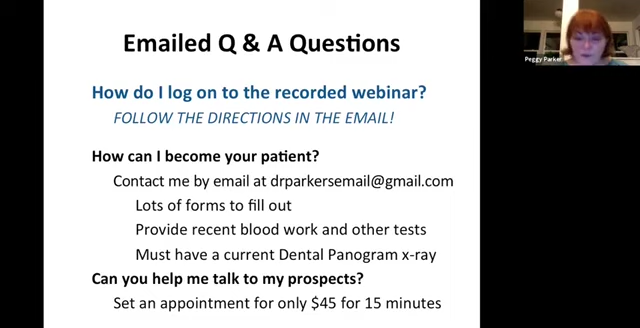 Emailed Q & A Questions
Peggy Parker
How do I log on to the recorded webinar?
FOLLOW THE DIRECTIONS IN THE EMAIL!
How can I become your patient?
Contact me by email at drparkersemail@gmail.com
Lots of forms to fill out
Provide recent blood work and other tests
Must have a current Dental Panogram x-ray
Can you help me talk to my prospects?
Set an appointment for only $45 for 15 minutes